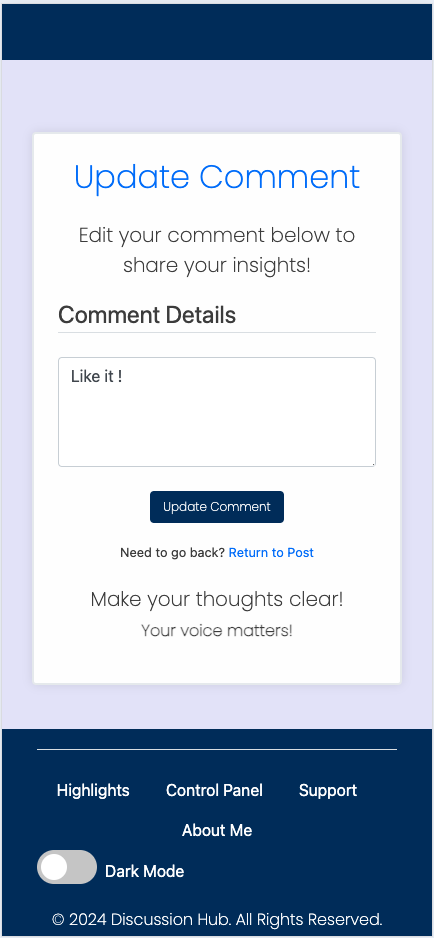 Update Comment
Edit your comment below to
share your insights!
Comment Details
Like it !
Update Comment
Need to go back? Return to Post
Make your thoughts clear!
Your voice matters!
Highlights Control Panel Support
About Me
Dark Mode
© 2024 Discussion Hub. All Rights Reserved.